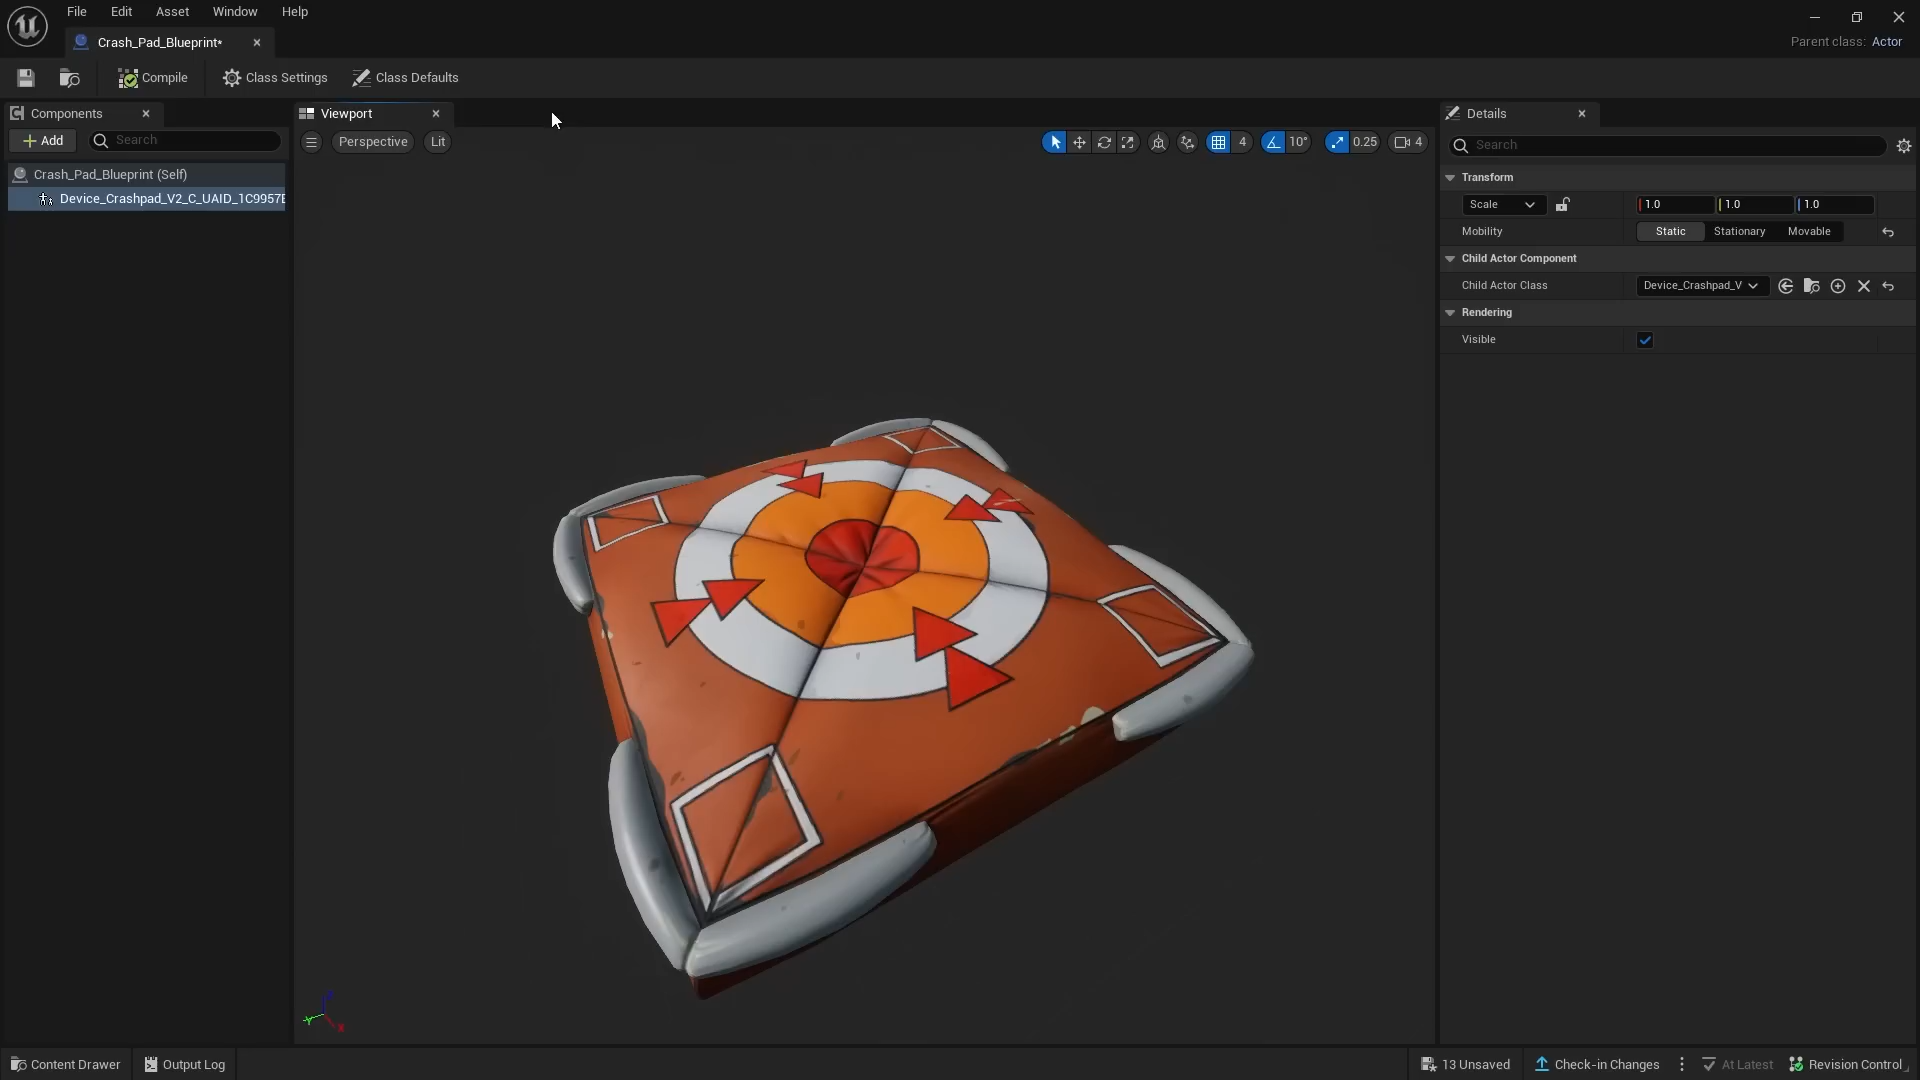 File Edit Asset Window Help
Crash_Pad_Blueprint*
Parent class: Actor
Compile Class Settings Class Defaults
Components Viewport Details
Add Search Perspective Lit 4 10° 0.25 4 Search
Crash_Pad_Blueprint (Self)
Device_Crashpad_V2_C_UAID_1C9957E
Transform
Scale 1.0 1.0 1.0
Mobility Static Stationary Movable
Child Actor Component
Child Actor Class Device_Crashpad_V
Rendering
Visible
Content Drawer Output Log 13 Unsaved Check-in Changes At Latest Revision Control